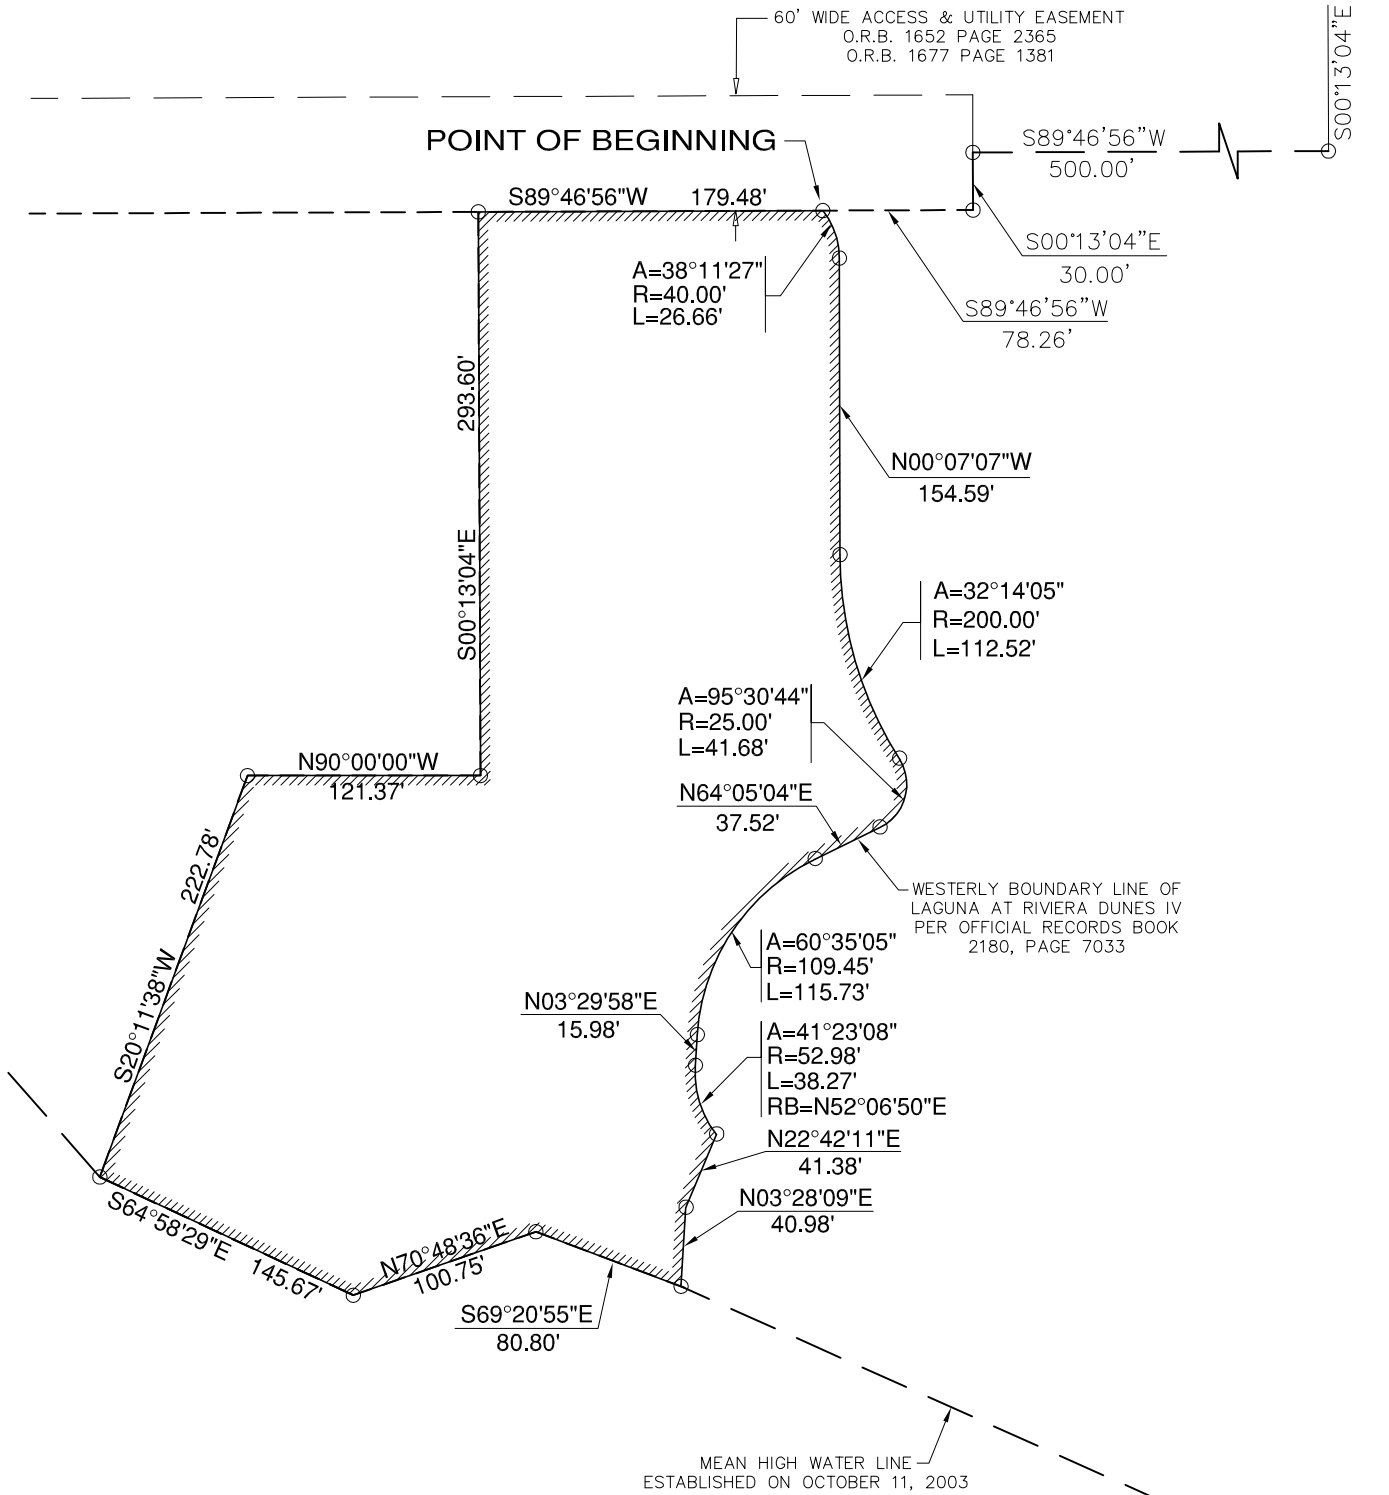 60' WIDE ACCESS & UTILITY EASEMENT
O.R.B. 1652 PAGE 2365
O.R.B. 1677 PAGE 1381
S00°13'04"E
POINT OF BEGINNING
S89°46'56"W
500.00'
S89°46'56"W 179.48'
S00°13'04"E
30.00'
A=38°11'27"
R=40.00'
L=26.66'
S89°46'56"W
78.26'
293.60'
S00°13'04"E
N00°07'07"W
154.59'
A=32°14'05"
R=200.00'
L=112.52'
A=95°30'44"
R=25.00'
L=41.68'
N90°00'00"W
121.37'
N64°05'04"E
37.52'
222.78'
S20°11'38"W
WESTERLY BOUNDARY LINE OF
LAGUNA AT RIVIERA DUNES IV
PER OFFICIAL RECORDS BOOK
2180, PAGE 7033
A=60°35'05"
R=109.45'
L=115.73'
N03°29'58"E
15.98'
A=41°23'08"
R=52.98'
L=38.27'
RB=N52°06'50"E
N22°42'11"E
41.38'
N03°28'09"E
40.98'
S64°58'29"E
145.67'
N70°48'36"E
100.75'
S69°20'55"E
80.80'
MEAN HIGH WATER LINE
ESTABLISHED ON OCTOBER 11, 2003